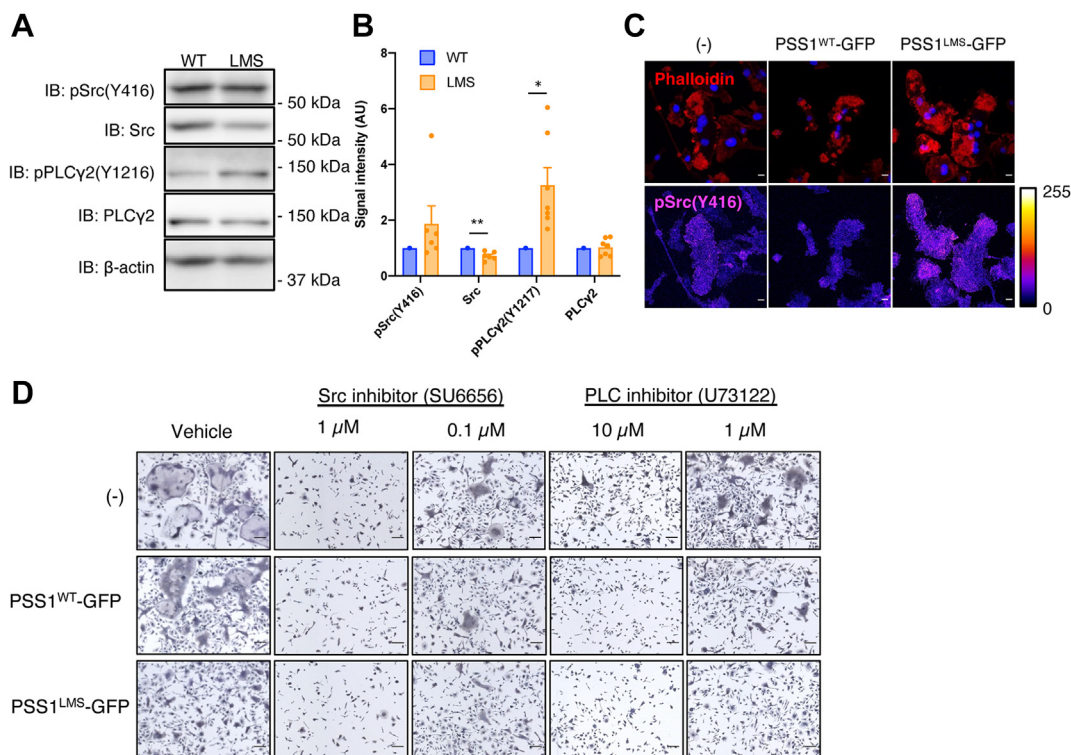 A
WT LMS
IB: pSrc(Y416)
- 50 kDa
IB: Src
- 50 kDa
IB: pPLCγ2(Y1216)
- 150 kDa
IB: PLCγ2
- 150 kDa
IB: β-actin
- 37 kDa
B
Signal intensity (AU)
8
6
4
2
0
WT
LMS
*
**
pSrc(Y416)
Src
pPLCγ2(Y1217)
PLCγ2
C
(-) PSS1WT-GFP PSS1LMS-GFP
Phalloidin
pSrc(Y416)
255
0
D
Src inhibitor (SU6656) PLC inhibitor (U73122)
Vehicle 1 µM 0.1 µM 10 µM 1 µM
(-)
PSS1WT-GFP
PSS1LMS-GFP